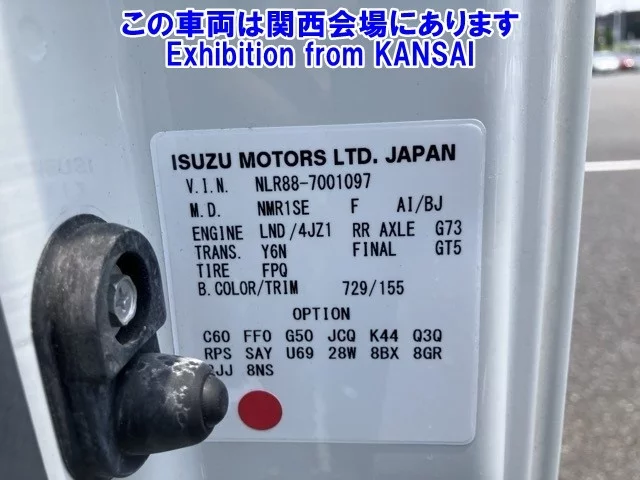 この車両は関西会場にあります
Exhibition from KANSAI
ISUZU MOTORS LTD. JAPAN
V.I.N. NLR88-7001097
M.D. NMR1SE F AI/BJ
ENGINE LND/4JZ1 RR AXLE G73
TRANS. Y6N FINAL GT5
TIRE FPQ
B.COLOR/TRIM 729/155
OPTION
C60 FF0 G50 JCQ K44 Q3Q
RPS SAY U69 28W 8BX 8GR
8NS